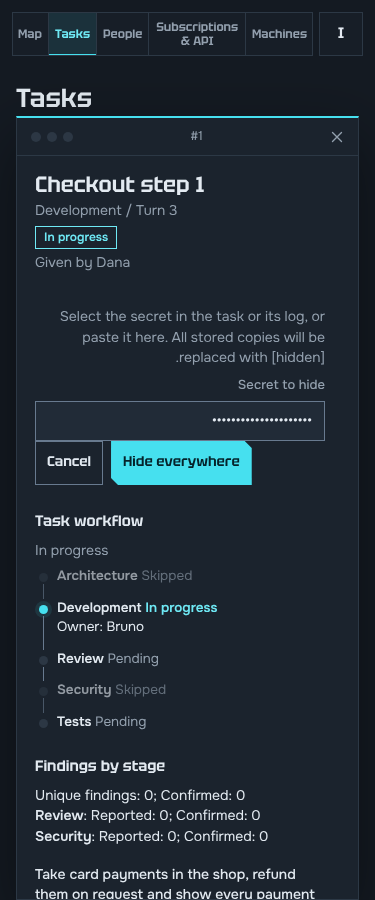 Map
Tasks
People
Subscriptions
& API
Machines
I
Tasks
#1
Checkout step 1
Development / Turn 3
In progress
Given by Dana
Select the secret in the task or its log, or
paste it here. All stored copies will be
.replaced with [hidden]
Secret to hide
••••••••••••••••••••
Cancel
Hide everywhere
Task workflow
In progress
Architecture Skipped
Development In progress
Owner: Bruno
Review Pending
Security Skipped
Tests Pending
Findings by stage
Unique findings: 0; Confirmed: 0
Review: Reported: 0; Confirmed: 0
Security: Reported: 0; Confirmed: 0
Take card payments in the shop, refund
them on request and show every payment